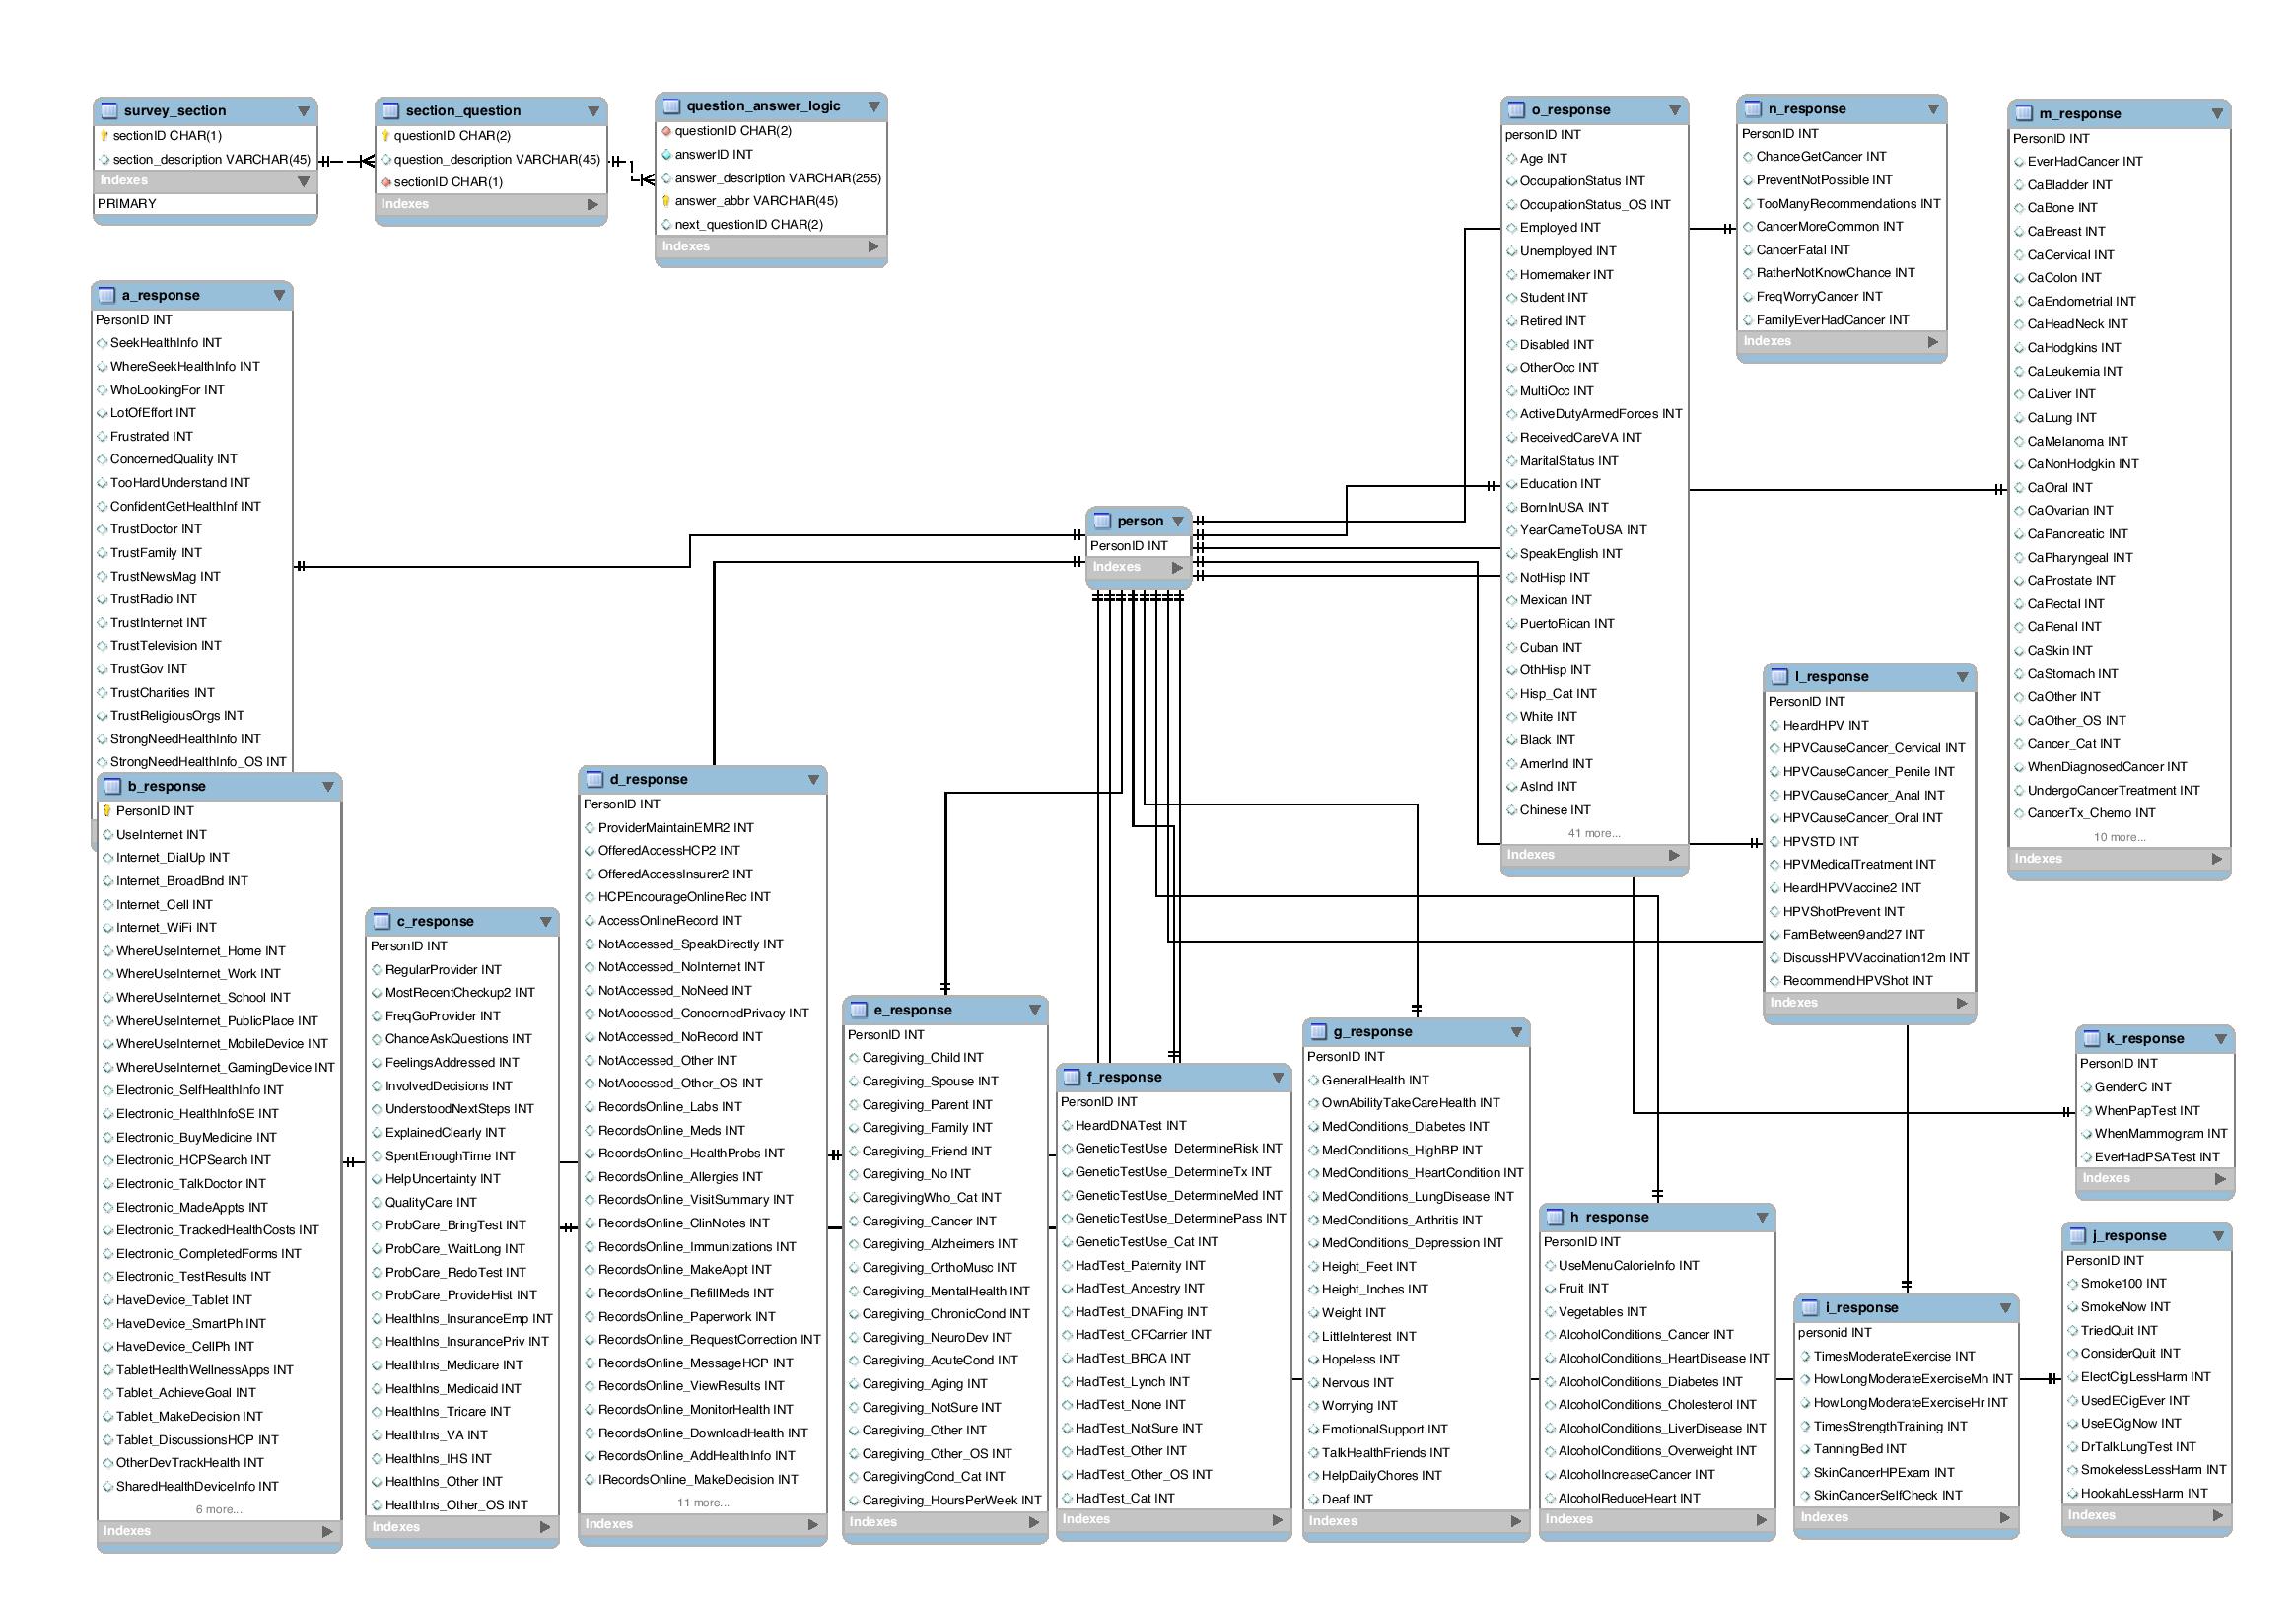 survey_section
sectionID CHAR(1)
section_description VARCHAR(45)
Indexes
PRIMARY
section_question
questionID CHAR(2)
question_description VARCHAR(45)
sectionID CHAR(1)
Indexes
question_answer_logic
questionID CHAR(2)
answerID INT
answer_description VARCHAR(255)
answer_abbr VARCHAR(45)
next_questionID CHAR(2)
Indexes
o_response
personID INT
Age INT
OccupationStatus INT
OccupationStatus_OS INT
Employed INT
Unemployed INT
Homemaker INT
Student INT
Retired INT
Disabled INT
OtherOcc INT
MultiOcc INT
ActiveDutyArmedForces INT
ReceivedCareVA INT
MaritalStatus INT
Education INT
BornInUSA INT
YearCameToUSA INT
SpeakEnglish INT
NotHisp INT
Mexican INT
PuertoRican INT
Cuban INT
OthHisp INT
Hisp_Cat INT
White INT
Black INT
AmerInd INT
AsInd INT
Chinese INT
41 more...
Indexes
n_response
PersonID INT
ChanceGetCancer INT
PreventNotPossible INT
TooManyRecommendations INT
CancerMoreCommon INT
CancerFatal INT
RatherNotKnowChance INT
FreqWorryCancer INT
FamilyEverHadCancer INT
Indexes
m_response
PersonID INT
EverHadCancer INT
CaBladder INT
CaBone INT
CaBreast INT
CaCervical INT
CaColon INT
CaEndometrial INT
CaHeadNeck INT
CaHodgkins INT
CaLeukemia INT
CaLiver INT
CaLung INT
CaMelanoma INT
CaNonHodgkin INT
CaOral INT
CaOvarian INT
CaPancreatic INT
CaPharyngeal INT
CaProstate INT
CaRectal INT
CaRenal INT
CaSkin INT
CaStomach INT
CaOther INT
CaOther_OS INT
Cancer_Cat INT
WhenDiagnosedCancer INT
UndergoCancerTreatment INT
CancerTx_Chemo INT
10 more...
Indexes
a_response
PersonID INT
SeekHealthInfo INT
WhereSeekHealthInfo INT
WhoLookingFor INT
LotOfEffort INT
Frustrated INT
ConcernedQuality INT
TooHardUnderstand INT
ConfidentGetHealthInf INT
TrustDoctor INT
TrustFamily INT
TrustNewsMag INT
TrustRadio INT
TrustInternet INT
TrustTelevision INT
TrustGov INT
TrustCharities INT
TrustReligiousOrgs INT
StrongNeedHealthInfo INT
StrongNeedHealthInfo_OS INT
person
PersonID INT
Indexes
l_response
PersonID INT
HeardHPV INT
HPVCauseCancer_Cervical INT
HPVCauseCancer_Penile INT
HPVCauseCancer_Anal INT
HPVCauseCancer_Oral INT
HPVSTD INT
HPVMedicalTreatment INT
HeardHPVVaccine2 INT
HPVShotPrevent INT
FamBetween9and27 INT
DiscussHPVVaccination12m INT
RecommendHPVShot INT
Indexes
b_response
PersonID INT
UseInternet INT
Internet_DialUp INT
Internet_BroadBnd INT
Internet_Cell INT
Internet_WiFi INT
WhereUseInternet_Home INT
WhereUseInternet_Work INT
WhereUseInternet_School INT
WhereUseInternet_PublicPlace INT
WhereUseInternet_MobileDevice INT
WhereUseInternet_GamingDevice INT
Electronic_SelfHealthInfo INT
Electronic_HealthInfoSE INT
Electronic_BuyMedicine INT
Electronic_HCPSearch INT
Electronic_TalkDoctor INT
Electronic_MadeAppts INT
Electronic_TrackedHealthCosts INT
Electronic_CompletedForms INT
Electronic_TestResults INT
HaveDevice_Tablet INT
HaveDevice_SmartPh INT
HaveDevice_CellPh INT
TabletHealthWellnessApps INT
Tablet_AchieveGoal INT
Tablet_MakeDecision INT
Tablet_DiscussionsHCP INT
OtherDevTrackHealth INT
SharedHealthDeviceInfo INT
6 more...
Indexes
c_response
PersonID INT
RegularProvider INT
MostRecentCheckup2 INT
FreqGoProvider INT
ChanceAskQuestions INT
FeelingsAddressed INT
InvolvedDecisions INT
UnderstoodNextSteps INT
ExplainedClearly INT
SpentEnoughTime INT
HelpUncertainty INT
QualityCare INT
ProbCare_BringTest INT
ProbCare_WaitLong INT
ProbCare_RedoTest INT
ProbCare_ProvideHist INT
HealthIns_InsuranceEmp INT
HealthIns_InsurancePriv INT
HealthIns_Medicare INT
HealthIns_Medicaid INT
HealthIns_Tricare INT
HealthIns_VA INT
HealthIns_IHS INT
HealthIns_Other INT
HealthIns_Other_OS INT
Indexes
d_response
PersonID INT
ProviderMaintainEMR2 INT
OfferedAccessHCP2 INT
OfferedAccessInsurer2 INT
HCPEncourageOnlineRec INT
AccessOnlineRecord INT
NotAccessed_SpeakDirectly INT
NotAccessed_NoInternet INT
NotAccessed_NoNeed INT
NotAccessed_ConcernedPrivacy INT
NotAccessed_NoRecord INT
NotAccessed_Other INT
NotAccessed_Other_OS INT
RecordsOnline_Labs INT
RecordsOnline_Meds INT
RecordsOnline_HealthProbs INT
RecordsOnline_Allergies INT
RecordsOnline_VisitSummary INT
RecordsOnline_ClinNotes INT
RecordsOnline_Immunizations INT
RecordsOnline_MakeAppt INT
RecordsOnline_RefillMeds INT
RecordsOnline_Paperwork INT
RecordsOnline_RequestCorrection INT
RecordsOnline_MessageHCP INT
RecordsOnline_ViewResults INT
RecordsOnline_MonitorHealth INT
RecordsOnline_DownloadHealth INT
RecordsOnline_AddHealthInfo INT
IRecordsOnline_MakeDecision INT
11 more...
Indexes
e_response
PersonID INT
Caregiving_Child INT
Caregiving_Spouse INT
Caregiving_Parent INT
Caregiving_Family INT
Caregiving_Friend INT
Caregiving_No INT
CaregivingWho_Cat INT
Caregiving_Cancer INT
Caregiving_Alzheimers INT
Caregiving_OrthoMusc INT
Caregiving_MentalHealth INT
Caregiving_ChronicCond INT
Caregiving_NeuroDev INT
Caregiving_AcuteCond INT
Caregiving_Aging INT
Caregiving_NotSure INT
Caregiving_Other INT
Caregiving_Other_OS INT
CaregivingCond_Cat INT
Caregiving_HoursPerWeek INT
Indexes
f_response
PersonID INT
HeardDNATest INT
GeneticTestUse_DetermineRisk INT
GeneticTestUse_DetermineTx INT
GeneticTestUse_DetermineMed INT
GeneticTestUse_DeterminePass INT
GeneticTestUse_Cat INT
HadTest_Paternity INT
HadTest_Ancestry INT
HadTest_DNAFing INT
HadTest_CFCarrier INT
HadTest_BRCA INT
HadTest_Lynch INT
HadTest_None INT
HadTest_NotSure INT
HadTest_Other INT
HadTest_Other_OS INT
HadTest_Cat INT
Indexes
g_response
PersonID INT
GeneralHealth INT
OwnAbilityTakeCareHealth INT
MedConditions_Diabetes INT
MedConditions_HighBP INT
MedConditions_HeartCondition INT
MedConditions_LungDisease INT
MedConditions_Arthritis INT
MedConditions_Depression INT
Height_Feet INT
Height_Inches INT
Weight INT
LittleInterest INT
Hopeless INT
Nervous INT
Worrying INT
EmotionalSupport INT
TalkHealthFriends INT
HelpDailyChores INT
Deaf INT
Indexes
h_response
PersonID INT
UseMenuCalorieInfo INT
Fruit INT
Vegetables INT
AlcoholConditions_Cancer INT
AlcoholConditions_HeartDisease INT
AlcoholConditions_Diabetes INT
AlcoholConditions_Cholesterol INT
AlcoholConditions_LiverDisease INT
AlcoholConditions_Overweight INT
AlcoholIncreaseCancer INT
AlcoholReduceHeart INT
Indexes
i_response
personid INT
TimesModerateExercise INT
HowLongModerateExerciseMn INT
HowLongModerateExerciseHr INT
TimesStrengthTraining INT
TanningBed INT
SkinCancerHPExam INT
SkinCancerSelfCheck INT
Indexes
k_response
PersonID INT
GenderC INT
WhenPapTest INT
WhenMammogram INT
EverHadPSATest INT
Indexes
j_response
PersonID INT
Smoke100 INT
SmokeNow INT
TriedQuit INT
ConsiderQuit INT
ElectCigLessHarm INT
UsedECigEver INT
UseECigNow INT
DrTalkLungTest INT
SmokelessLessHarm INT
HookahLessHarm INT
Indexes